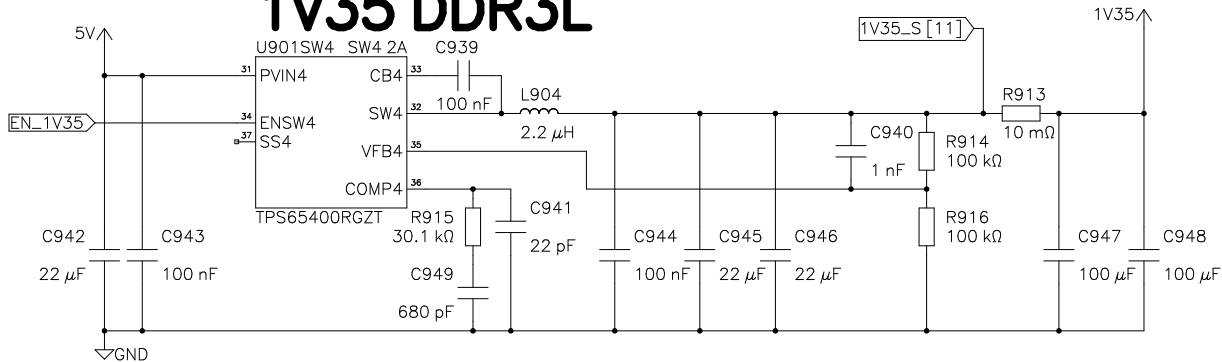 1V35 DDR3L
5V
1V35_S [11]
1V35
U901SW4 SW4 2A
C939
31 PVIN4
CB4 33
100 nF
L904
R913
EN_1V35
34 ENSW4
SW4 32
2.2 µH
10 mΩ
37 SS4
VFB4 35
C940
1 nF
R914
100 kΩ
COMP4 36
TPS65400RGZT
R915
30.1 kΩ
C941
22 pF
R916
100 kΩ
C942
22 µF
C943
100 nF
C949
680 pF
C944
100 nF
C945
22 µF
C946
22 µF
C947
100 µF
C948
100 µF
GND